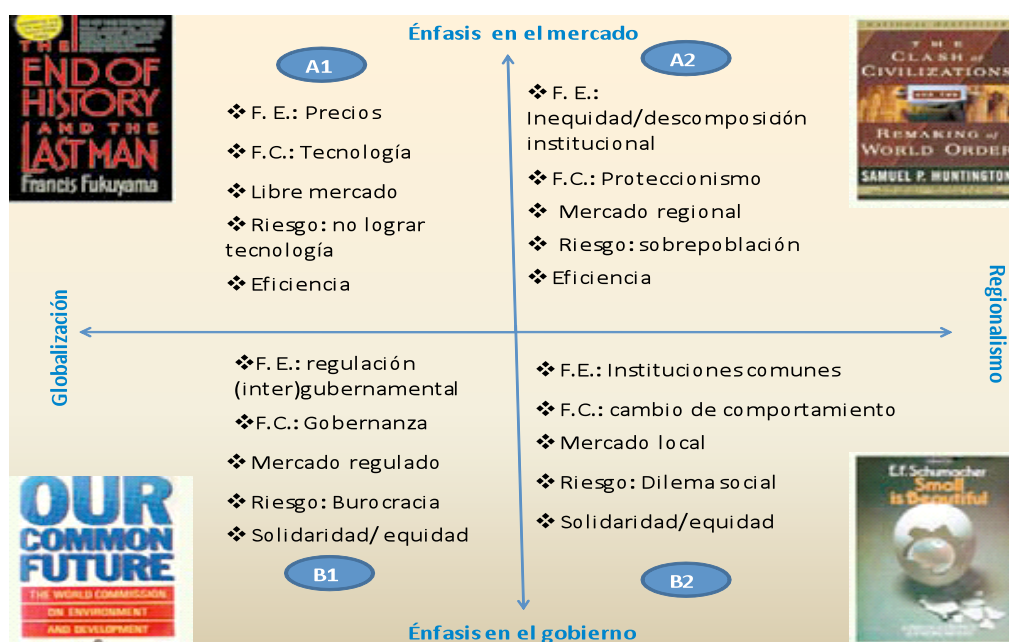 Énfasis en el mercado
THE
END OF
HISTORY
AND THE
LAST MAN
Francis Fukuyama
A1
❖ F. E.: Precios
❖ F.C.: Tecnología
❖ Libre mercado
❖ Riesgo: no lograr
tecnología
❖ Eficiencia
A2
❖ F. E.:
Inequidad/descomposición
institucional
❖ F.C.: Proteccionismo
❖ Mercado regional
❖ Riesgo: sobrepoblación
❖ Eficiencia
NATIONAL BESTSELLER
THE
CLASH of
CIVILIZATIONS
AND THE
REMAKING of
WORLD ORDER
SAMUEL P. HUNTINGTON
Globalización
Regionalismo
❖F. E.: regulación
(inter)gubernamental
❖F.C.: Gobernanza
❖ Mercado regulado
❖ Riesgo: Burocracia
❖ Solidaridad/ equidad
B1
❖ F.E.: Instituciones comunes
❖ F.C.: cambio de comportamiento
❖ Mercado local
❖ Riesgo: Dilema social
❖ Solidaridad/equidad
B2
OUR
COMMON
FUTURE
THE WORLD COMMISSION
ON ENVIRONMENT
AND DEVELOPMENT
E.f. Schumacher
Small
is Beautiful
Énfasis en el gobierno